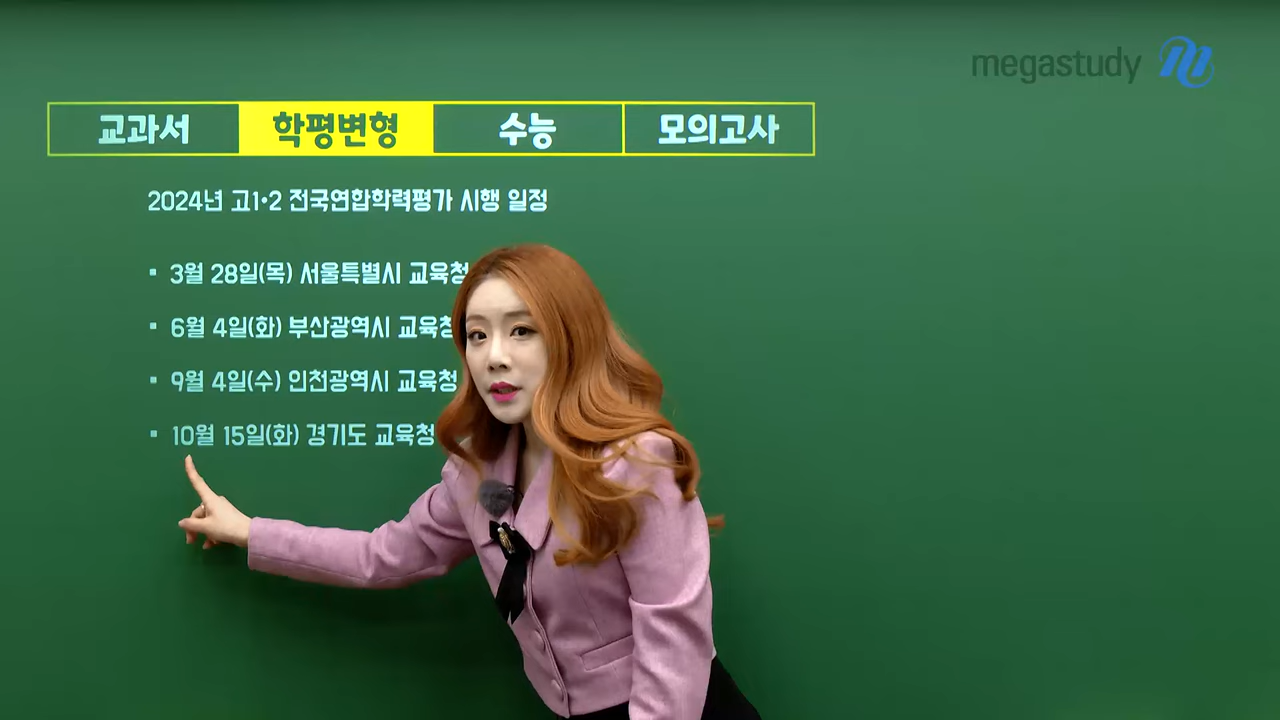 megastudy
교과서 학평변형 수능 모의고사
2024년 고1•2 전국연합학력평가 시행 일정
▪ 3월 28일(목) 서울특별시 교육청
▪ 6월 4일(화) 부산광역시 교육청
▪ 9월 4일(수) 인천광역시 교육청
▪ 10월 15일(화) 경기도 교육청